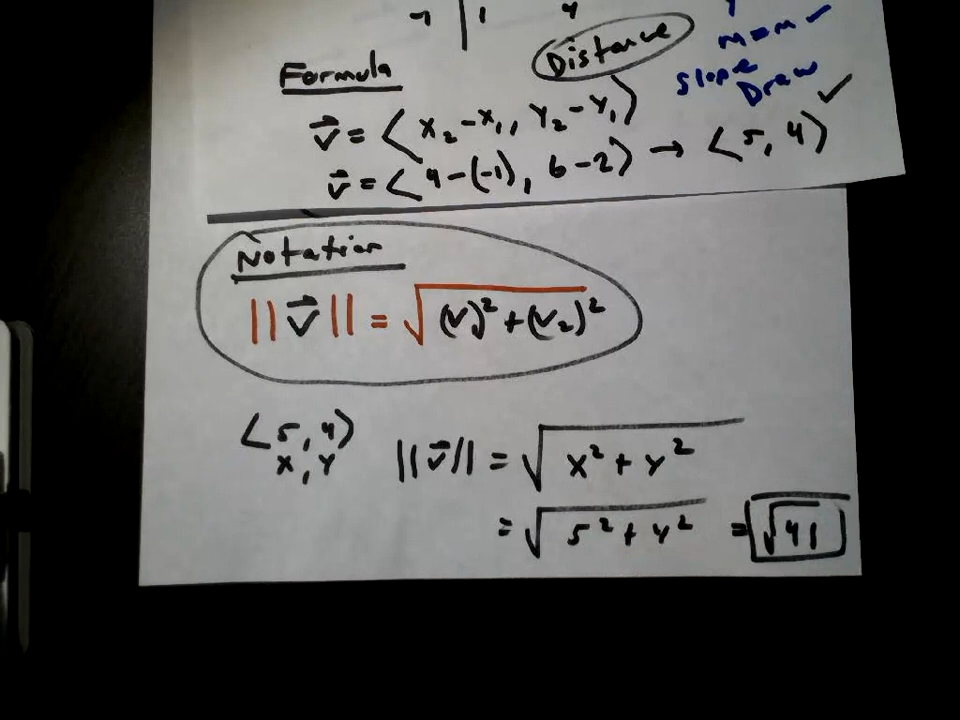 Distance
m = m ✓
slope
Draw ✓
Formula
v⃗ = ⟨x₂ - x₁, y₂ - y₁⟩
v⃗ = ⟨4 - (-1), 6 - 2⟩ → ⟨5, 4⟩
Notation
||v⃗|| = √(v)² + (v₂)²
⟨5, 4⟩
x, y
||v⃗|| = √x² + y²
= √5² + 4² = √41